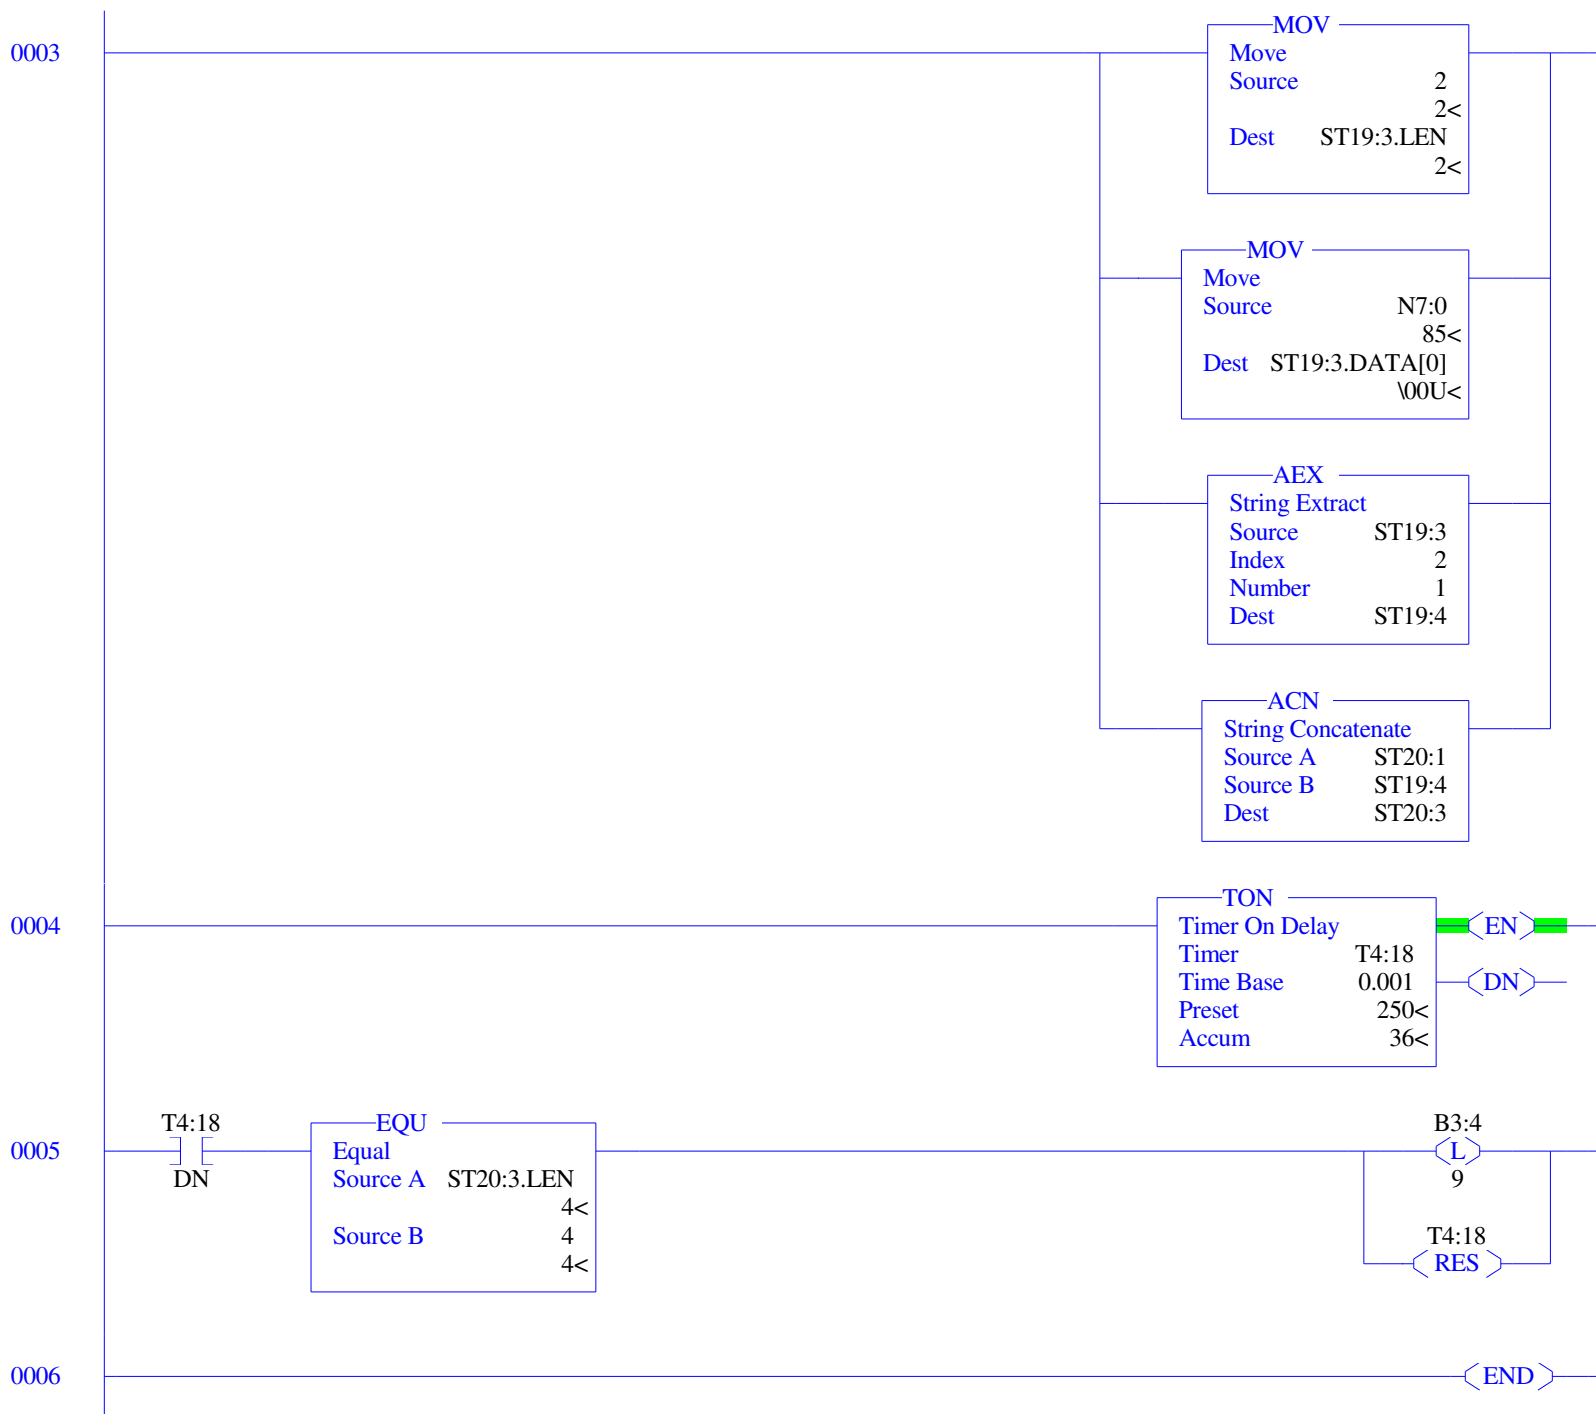 0003
MOV
Move
Source 2
2<
Dest ST19:3.LEN
2<
MOV
Move
Source N7:0
85<
Dest ST19:3.DATA[0]
\00U<
AEX
String Extract
Source ST19:3
Index 2
Number 1
Dest ST19:4
ACN
String Concatenate
Source A ST20:1
Source B ST19:4
Dest ST20:3
0004
TON
Timer On Delay
Timer T4:18
Time Base 0.001
Preset 250<
Accum 36<
EN
DN
0005
T4:18
DN
EQU
Equal
Source A ST20:3.LEN
4<
Source B 4
4<
B3:4
L
9
T4:18
RES
0006
END